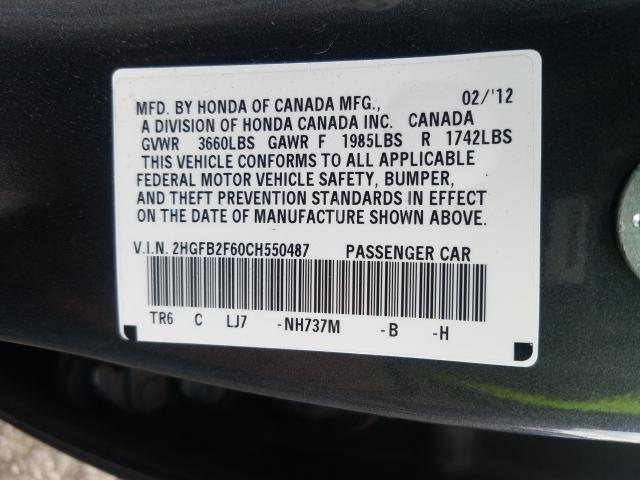 MFD. BY HONDA OF CANADA MFG., 02/'12
A DIVISION OF HONDA CANADA INC. CANADA
GVWR 3660LBS GAWR F 1985LBS R 1742LBS
THIS VEHICLE CONFORMS TO ALL APPLICABLE
FEDERAL MOTOR VEHICLE SAFETY, BUMPER,
AND THEFT PREVENTION STANDARDS IN EFFECT
ON THE DATE OF MANUFACTURE SHOWN ABOVE.
V.I.N. 2HGFB2F60CH550487 PASSENGER CAR
TR6 C LJ7 -NH737M -B -H